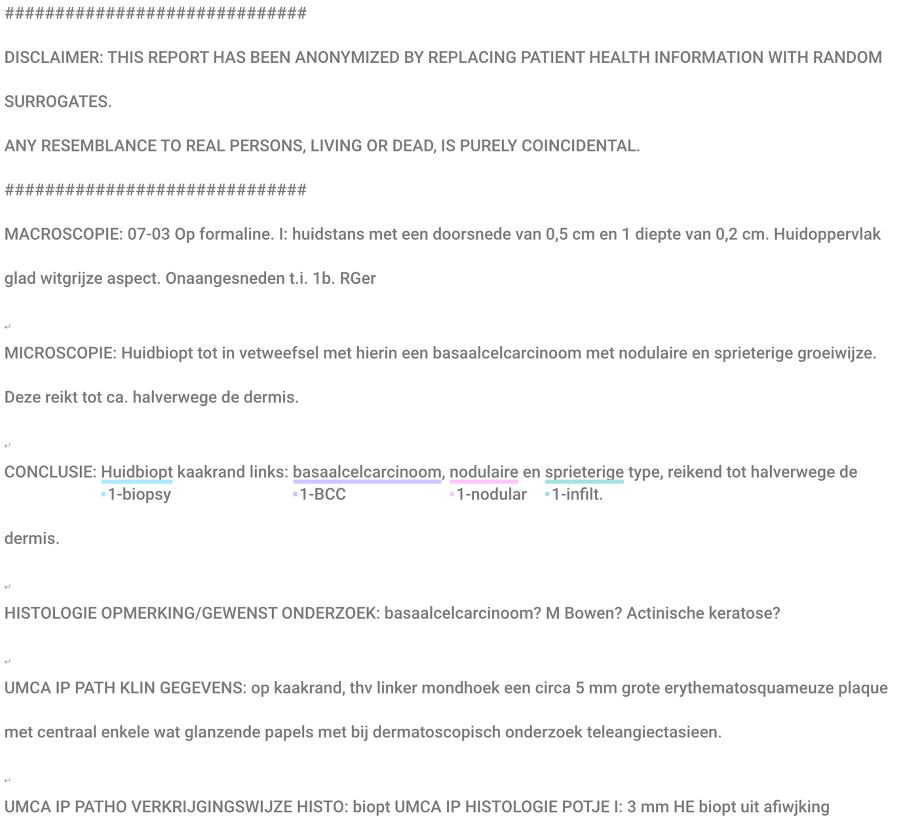 ##############################
DISCLAIMER: THIS REPORT HAS BEEN ANONYMIZED BY REPLACING PATIENT HEALTH INFORMATION WITH RANDOM
SURROGATES.
ANY RESEMBLANCE TO REAL PERSONS, LIVING OR DEAD, IS PURELY COINCIDENTAL.
##############################
MACROSCOPIE: 07-03 Op formaline. I: huidstans met een doorsnede van 0,5 cm en 1 diepte van 0,2 cm. Huidoppervlak
glad witgrijze aspect. Onaangesneden t.i. 1b. RGer
↵
MICROSCOPIE: Huidbiopt tot in vetweefsel met hierin een basaalcelcarcinoom met nodulaire en sprieterige groeiwijze.
Deze reikt tot ca. halverwege de dermis.
↵
CONCLUSIE: Huidbiopt kaakrand links: basaalcelcarcinoom, nodulaire en sprieterige type, reikend tot halverwege de
1-biopsy 1-BCC 1-nodular 1-infilt.
dermis.
↵
HISTOLOGIE OPMERKING/GEWENST ONDERZOEK: basaalcelcarcinoom? M Bowen? Actinische keratose?
↵
UMCA IP PATH KLIN GEGEVENS: op kaakrand, thv linker mondhoek een circa 5 mm grote erythematosquameuze plaque
met centraal enkele wat glanzende papels met bij dermatoscopisch onderzoek teleangiectasieen.
↵
UMCA IP PATHO VERKRIJGINGSWIJZE HISTO: biopt UMCA IP HISTOLOGIE POTJE I: 3 mm HE biopt uit afiwjking